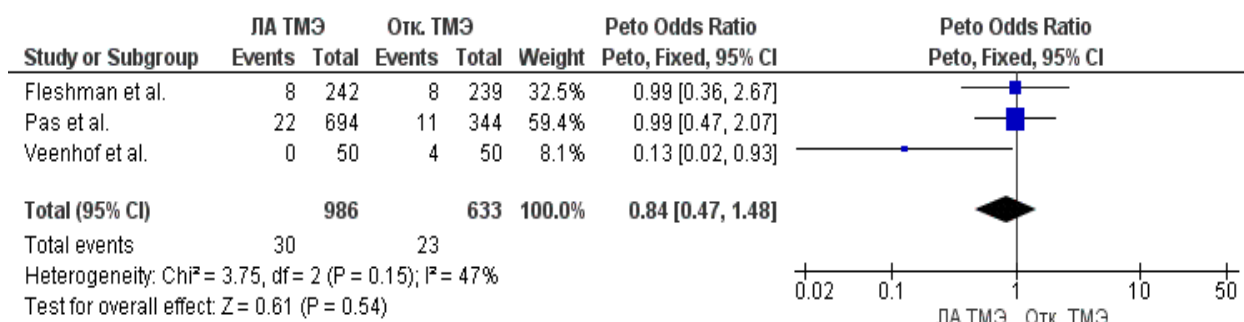 ЛА ТМЭ Отк. ТМЭ Peto Odds Ratio Peto Odds Ratio
Study or Subgroup Events Total Events Total Weight Peto, Fixed, 95% CI Peto, Fixed, 95% CI
Fleshman et al. 8 242 8 239 32.5% 0.99 [0.36, 2.67]
Pas et al. 22 694 11 344 59.4% 0.99 [0.47, 2.07]
Veenhof et al. 0 50 4 50 8.1% 0.13 [0.02, 0.93]
Total (95% CI) 986 633 100.0% 0.84 [0.47, 1.48]
Total events 30 23
Heterogeneity: Chi² = 3.75, df = 2 (P = 0.15); I² = 47%
Test for overall effect: Z = 0.61 (P = 0.54)
0.02 0.1 1 10 50
ЛА ТМЭ Отк. ТМЭ